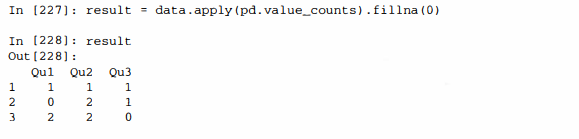 In [227]: result = data.apply(pd.value_counts).fillna(0)
In [228]: result
Out[228]:
Qu1 Qu2 Qu3
1 1 1 1
2 0 2 1
3 2 2 0